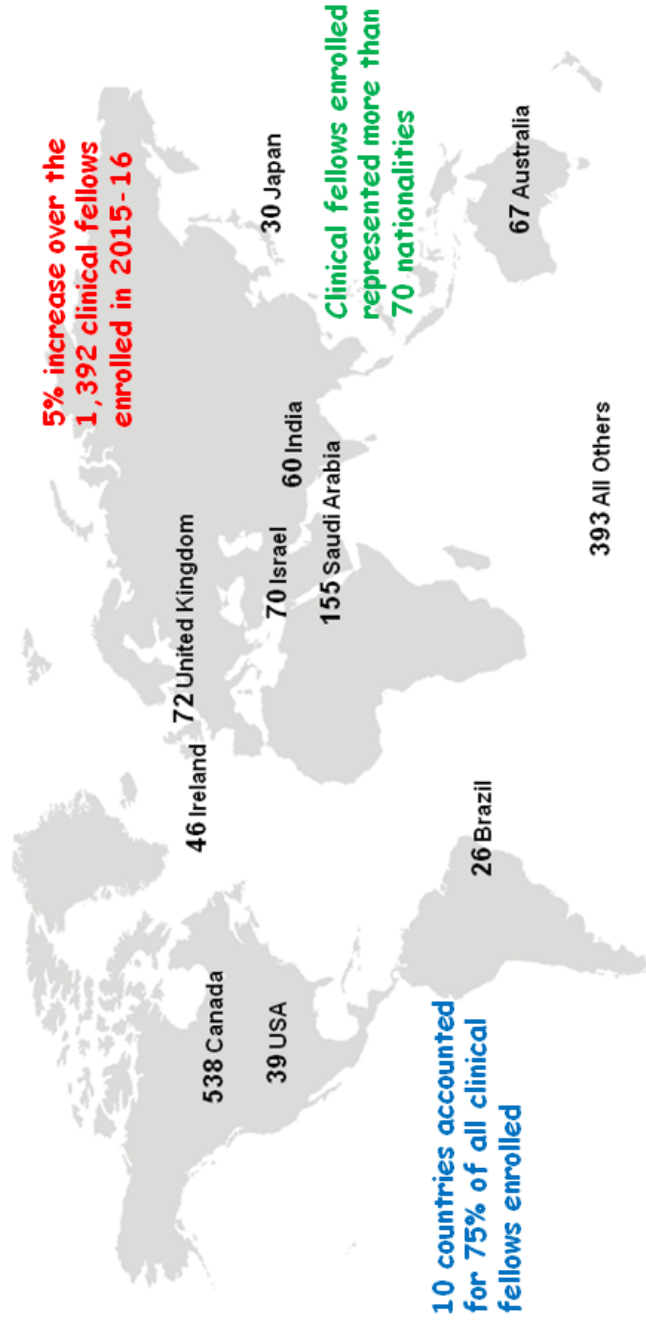 5% increase over the
1,392 clinical fellows
enrolled in 2015-16
46 Ireland
72 United Kingdom
538 Canada
39 USA
70 Israel
60 India
30 Japan
155 Saudi Arabia
Clinical fellows enrolled
represented more than
70 nationalities
10 countries accounted
for 75% of all clinical
fellows enrolled
26 Brazil
67 Australia
393 All Others